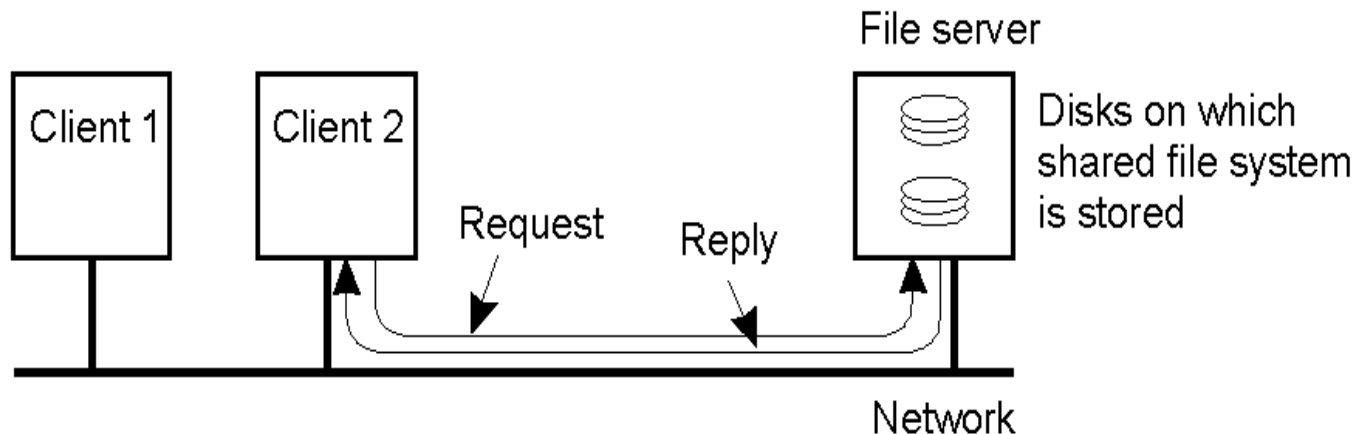 File server
Client 1
Client 2
Disks on which
shared file system
is stored
Request
Reply
Network